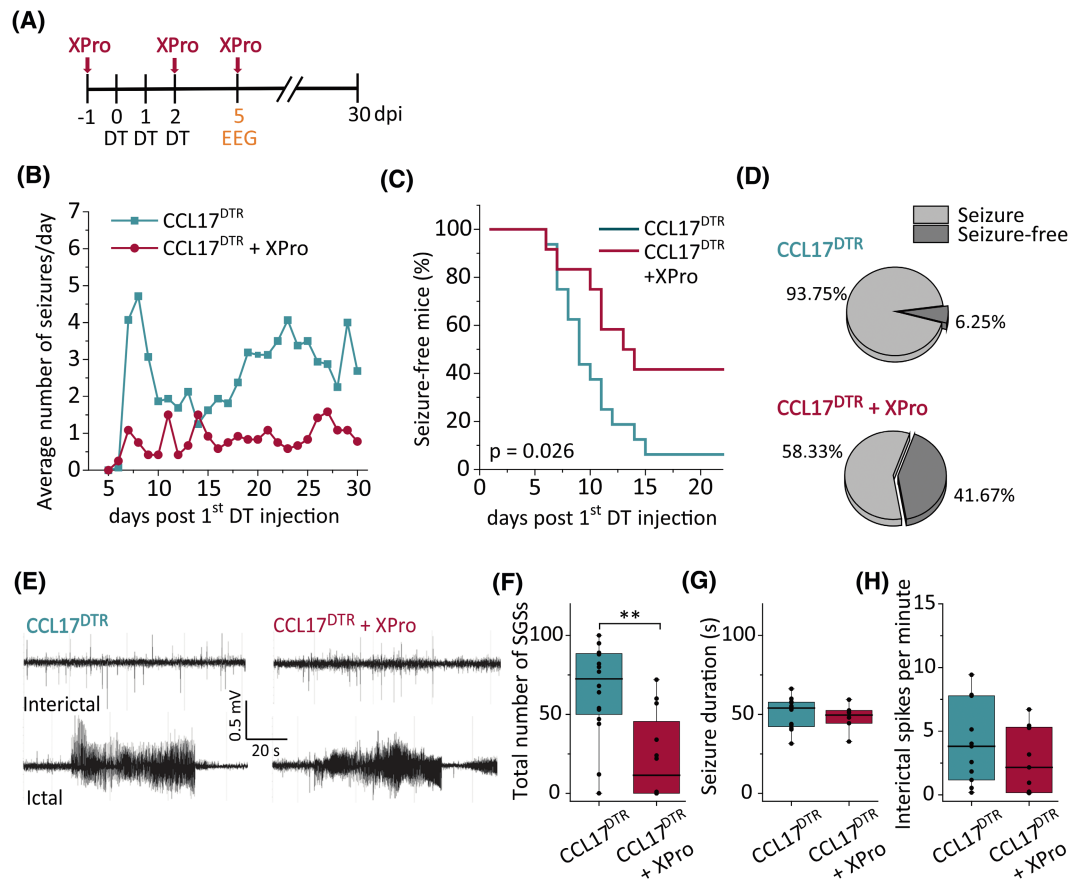 (A)
XPro XPro XPro
-1 0 1 2 5 30 dpi
DT DT DT EEG
(B)
Average number of seizures/day
7
6
5
4
3
2
1
0
CCL17DTR
CCL17DTR + XPro
5 10 15 20 25 30
days post 1st DT injection
(C)
Seizure-free mice (%)
100
80
60
40
20
0
CCL17DTR
CCL17DTR
+XPro
p = 0.026
0 5 10 15 20
days post 1st DT injection
(D)
Seizure
Seizure-free
CCL17DTR
93.75%
6.25%
CCL17DTR + XPro
58.33%
41.67%
(E)
CCL17DTR
CCL17DTR + XPro
Interictal
0.5 mV
20 s
Ictal
(F)
Total number of SGSs
100
50
0
**
CCL17DTR
CCL17DTR
+ XPro
(G)
Seizure duration (s)
100
50
0
CCL17DTR
CCL17DTR
+ XPro
(H)
Interictal spikes per minute
15
10
5
0
CCL17DTR
CCL17DTR
+ XPro